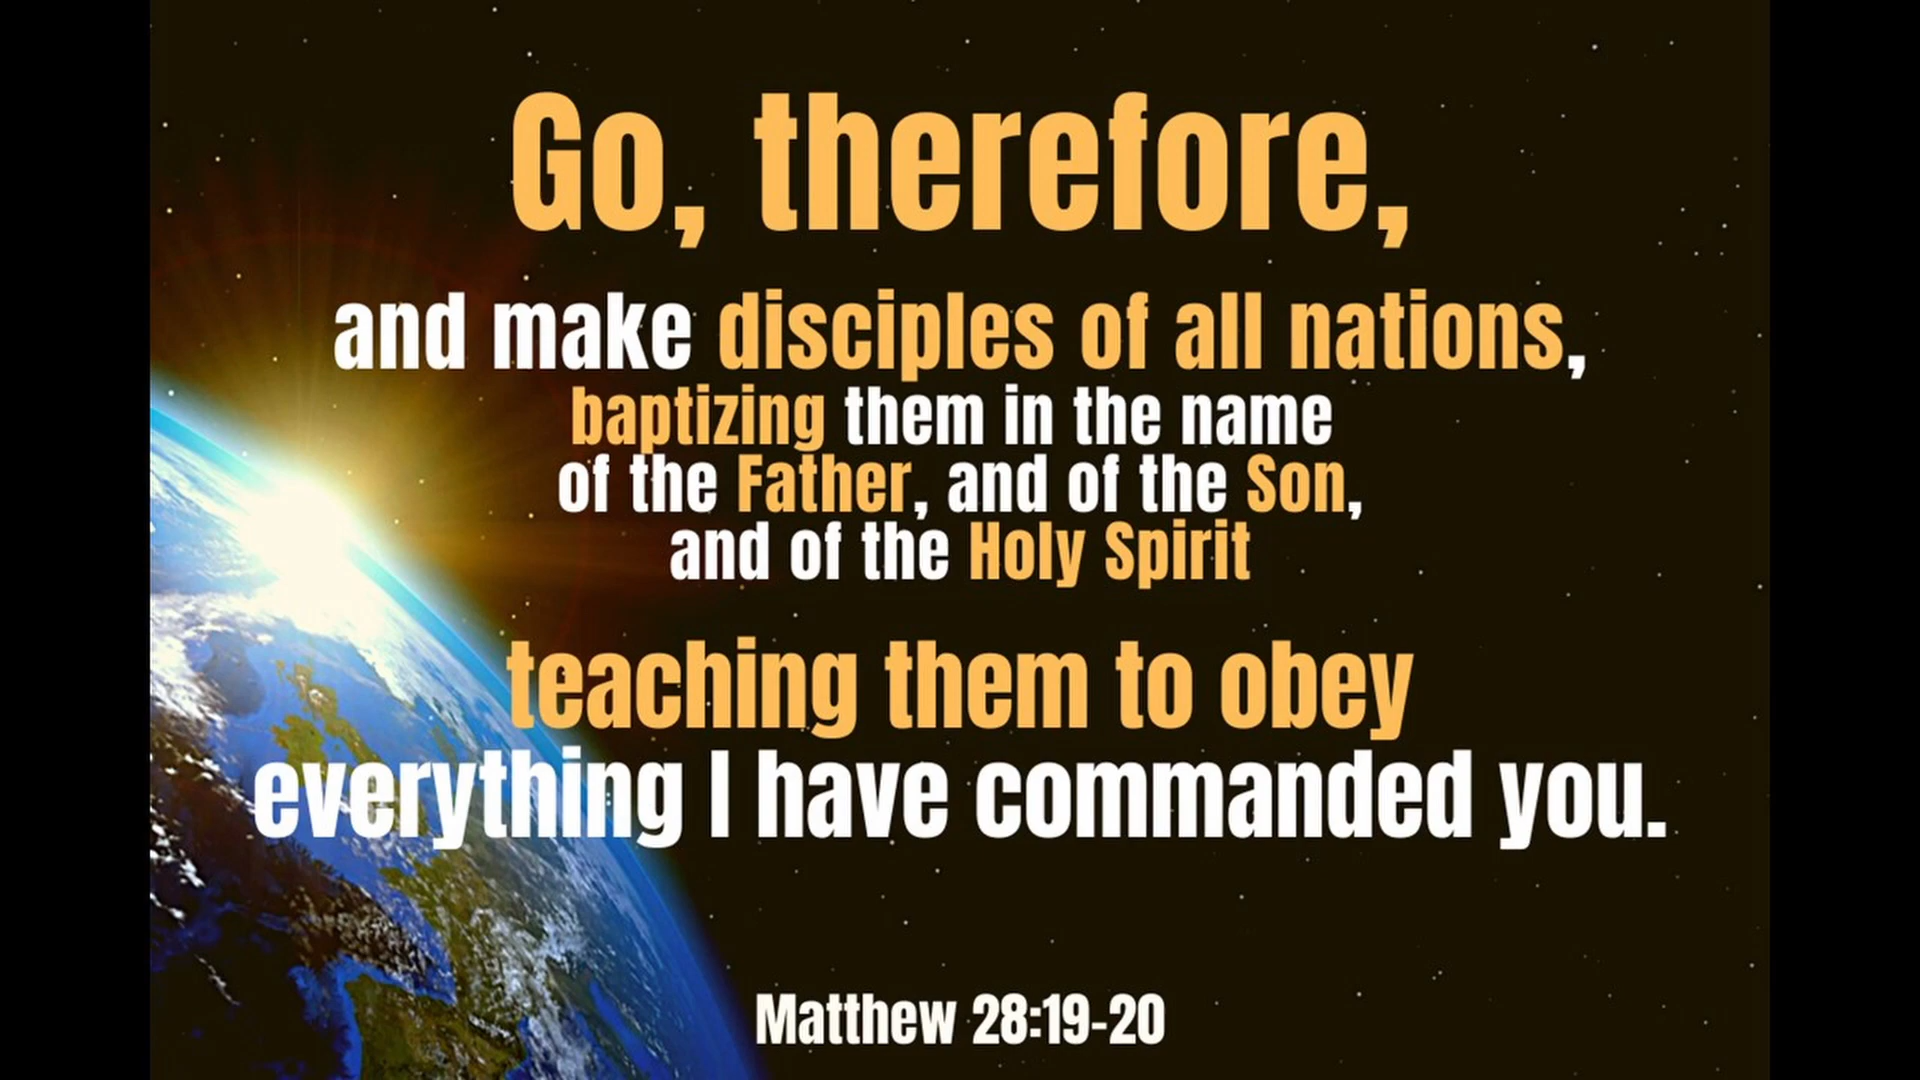 Go, therefore,
and make disciples of all nations,
baptizing them in the name
of the Father, and of the Son,
and of the Holy Spirit
teaching them to obey
everything I have commanded you.
Matthew 28:19-20